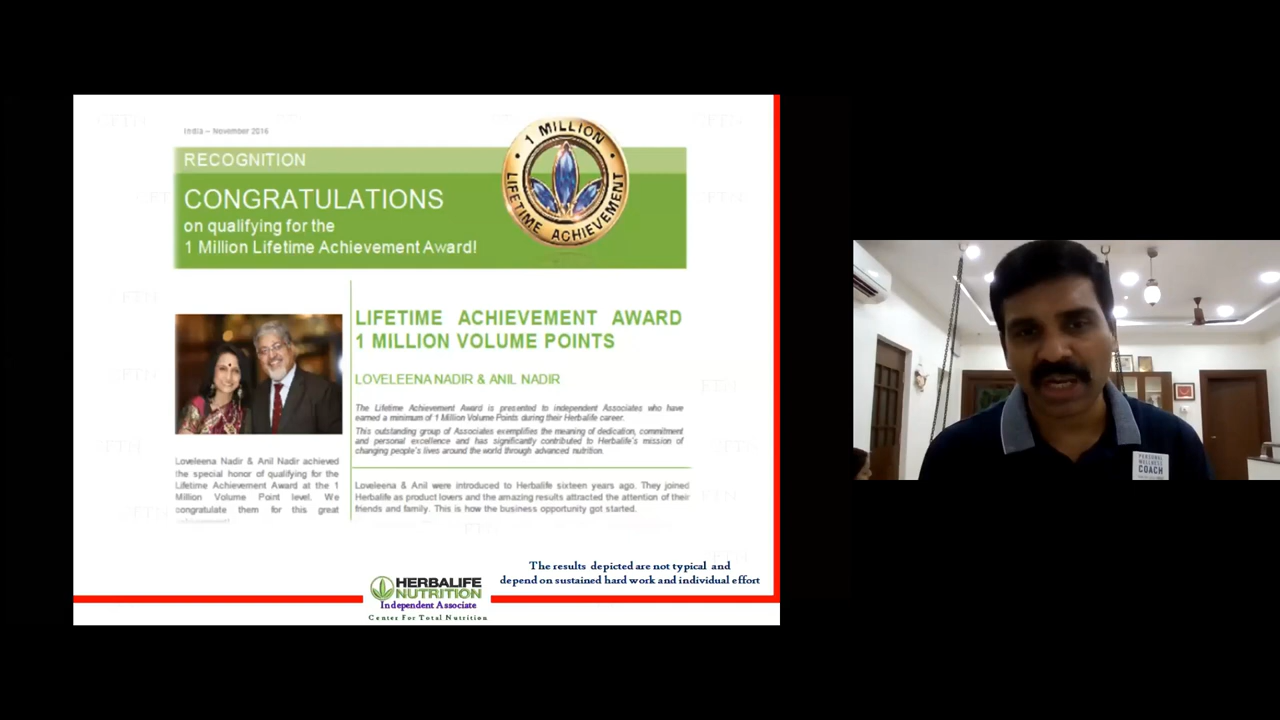 India – November 2016
RECOGNITION
CONGRATULATIONS
on qualifying for the
1 Million Lifetime Achievement Award!
1 MILLION
LIFETIME ACHIEVEMENT
LIFETIME ACHIEVEMENT AWARD
1 MILLION VOLUME POINTS
LOVELEENA NADIR & ANIL NADIR
The Lifetime Achievement Award is presented to independent Associates who have
earned a minimum of 1 Million Volume Points during their Herbalife career.
This outstanding group of Associates exemplifies the meaning of dedication, commitment
and personal excellence and has significantly contributed to Herbalife's mission of
changing people's lives around the world through advanced nutrition.
Loveleena Nadir & Anil Nadir achieved
the special honor of qualifying for the
Lifetime Achievement Award at the 1
Million Volume Point level. We
congratulate them for this great
Loveleena & Anil were introduced to Herbalife sixteen years ago. They joined
Herbalife as product lovers and the amazing results attracted the attention of their
friends and family. This is how the business opportunity got started.
The results depicted are not typical and
depend on sustained hard work and individual effort
HERBALIFE
NUTRITION
Independent Associate
Center For Total Nutrition
PERSONAL
WELLNESS
COACH